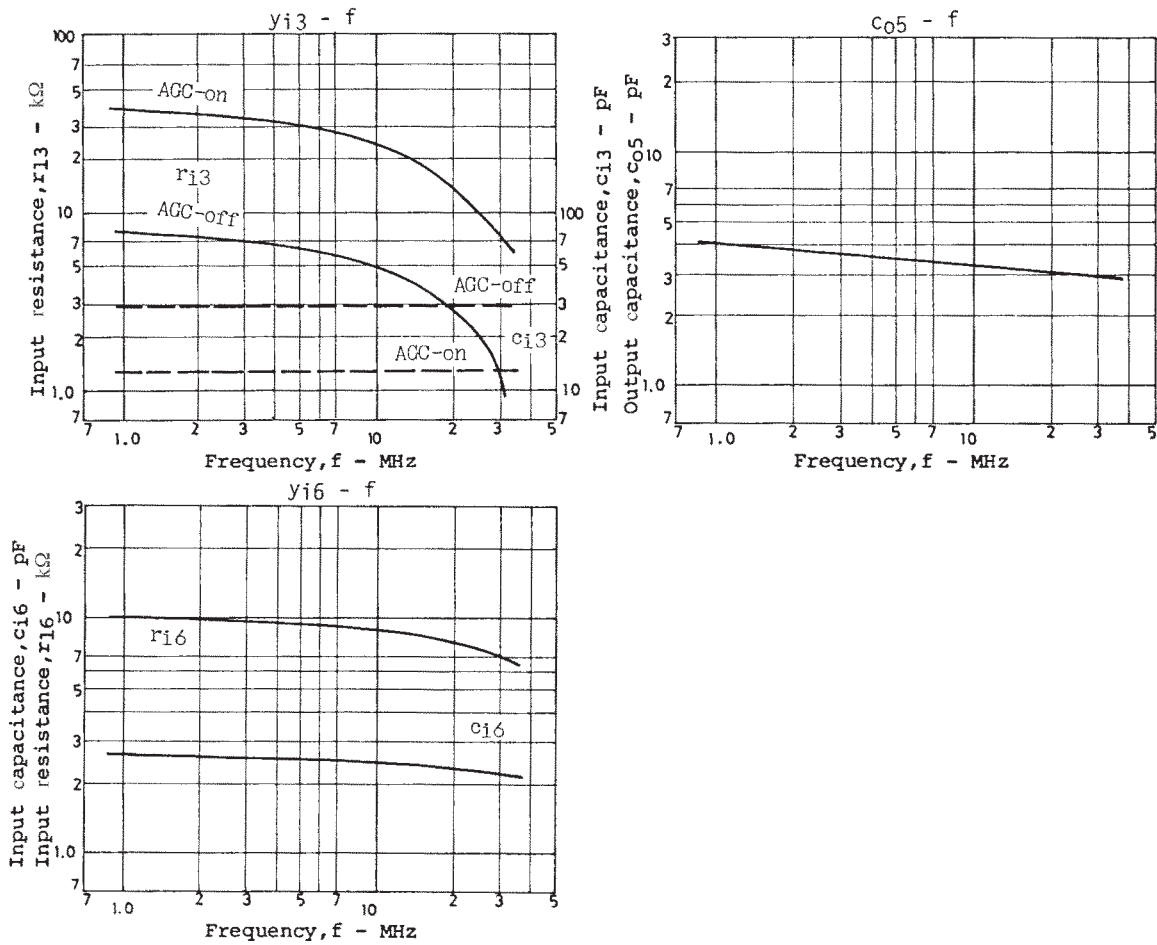 yi3 - f
Input resistance, r13 - kΩ
100
7
5
3
2
10
7
5
3
2
1.0
7
AGC-on
ri3
AGC-off
AGC-off
ci3
AGC-on
100
7
5
3
2
10
7
Input capacitance, ci3 - pF
7 1.0 2 3 5 7 10 2 3 5
Frequency, f - MHz
co5 - f
Output capacitance, co5 - pF
3
2
10
7
5
3
2
1.0
7
7 1.0 2 3 5 7 10 2 3 5
Frequency, f - MHz
yi6 - f
Input capacitance, ci6 - pF
Input resistance, r16 - kΩ
3
2
10
7
5
3
2
1.0
7
ri6
ci6
7 1.0 2 3 4 5 7 10 2 3 5
Frequency, f - MHz